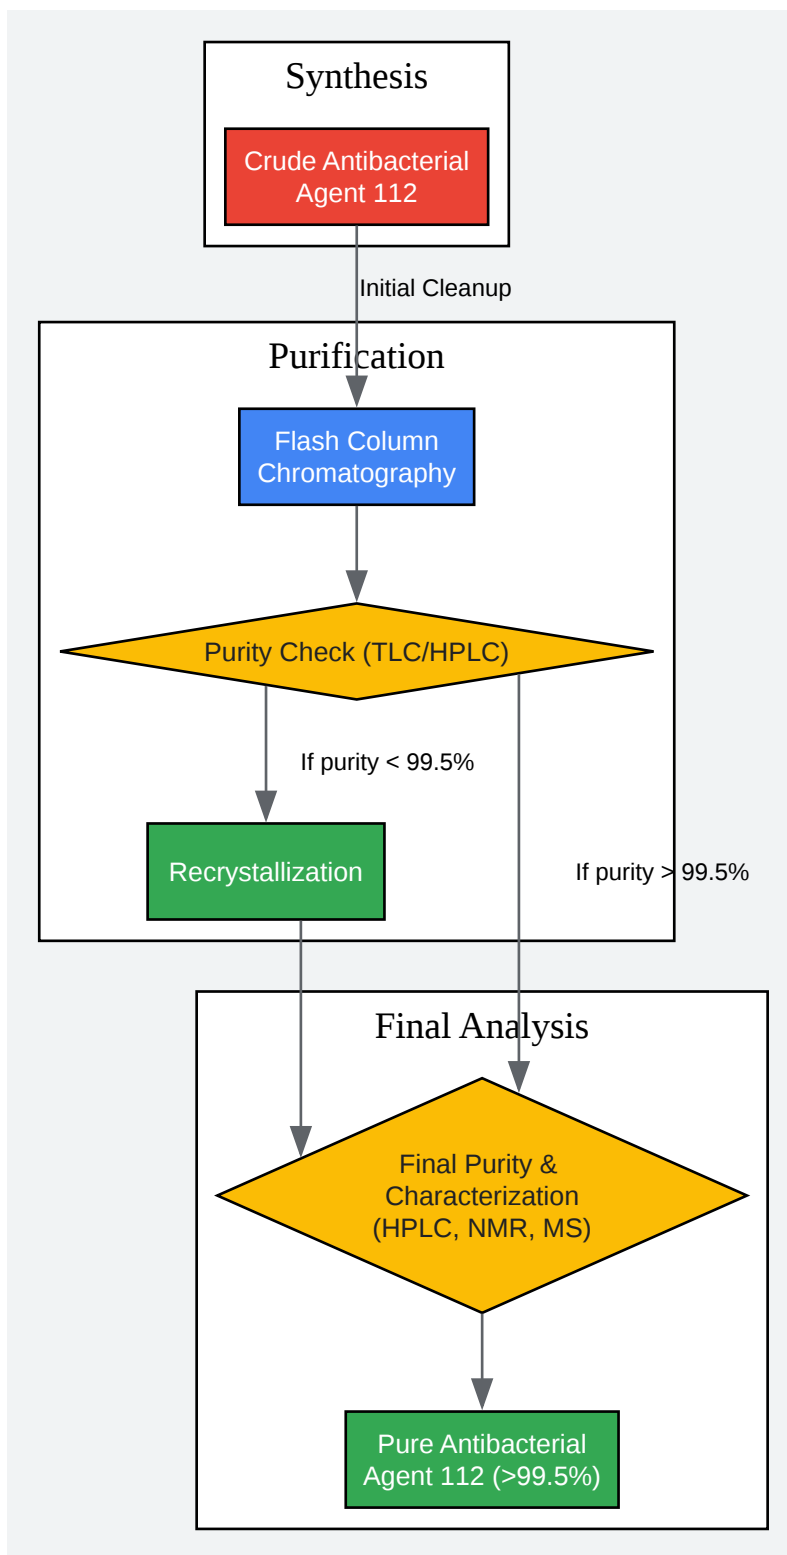 Synthesis
Crude Antibacterial
Agent 112
Initial Cleanup
Purification
Flash Column
Chromatography
Purity Check (TLC/HPLC)
If purity < 99.5%
Recrystallization
If purity > 99.5%
Final Analysis
Final Purity &
Characterization
(HPLC, NMR, MS)
Pure Antibacterial
Agent 112 (>99.5%)